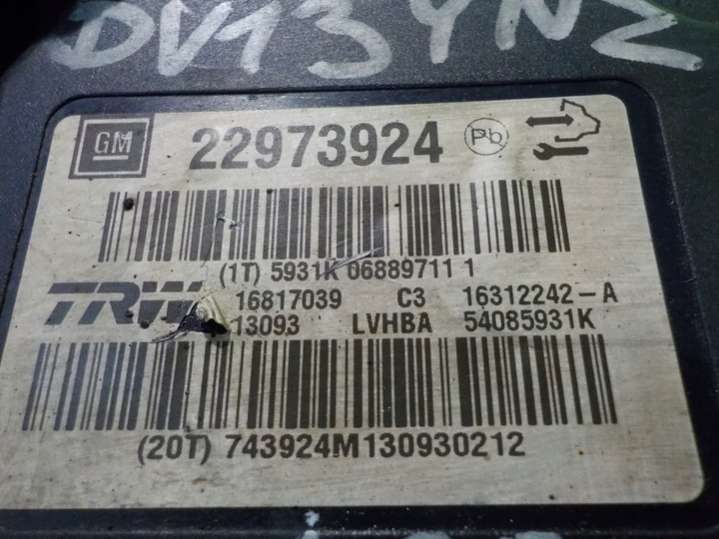 DV13YNZ
GM 22973924 Pb
(1T) 5931K 06889711 1
TRW 16817039 C3 16312242-A
13093 LVHBA 54085931K
(20T) 743924M130930212